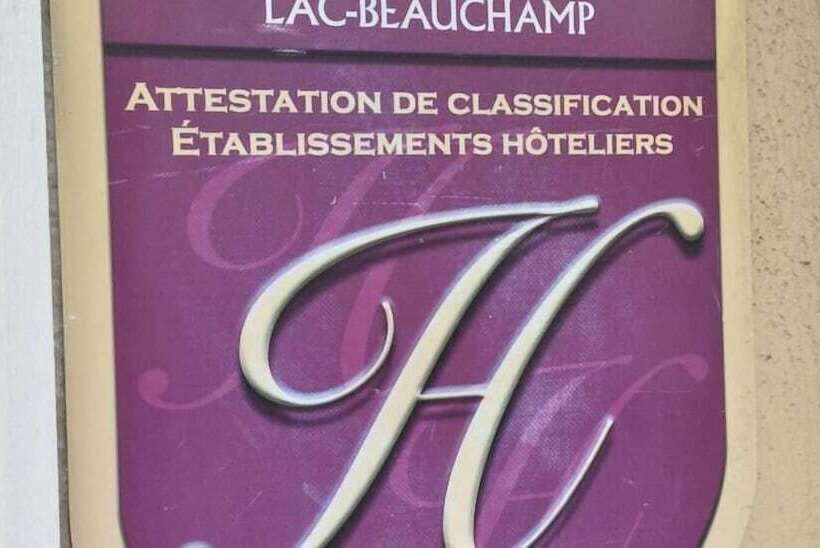 LAC-BEAUCHAMP
ATTESTATION DE CLASSIFICATION
ÉTABLISSEMENTS HÔTELIERS
H